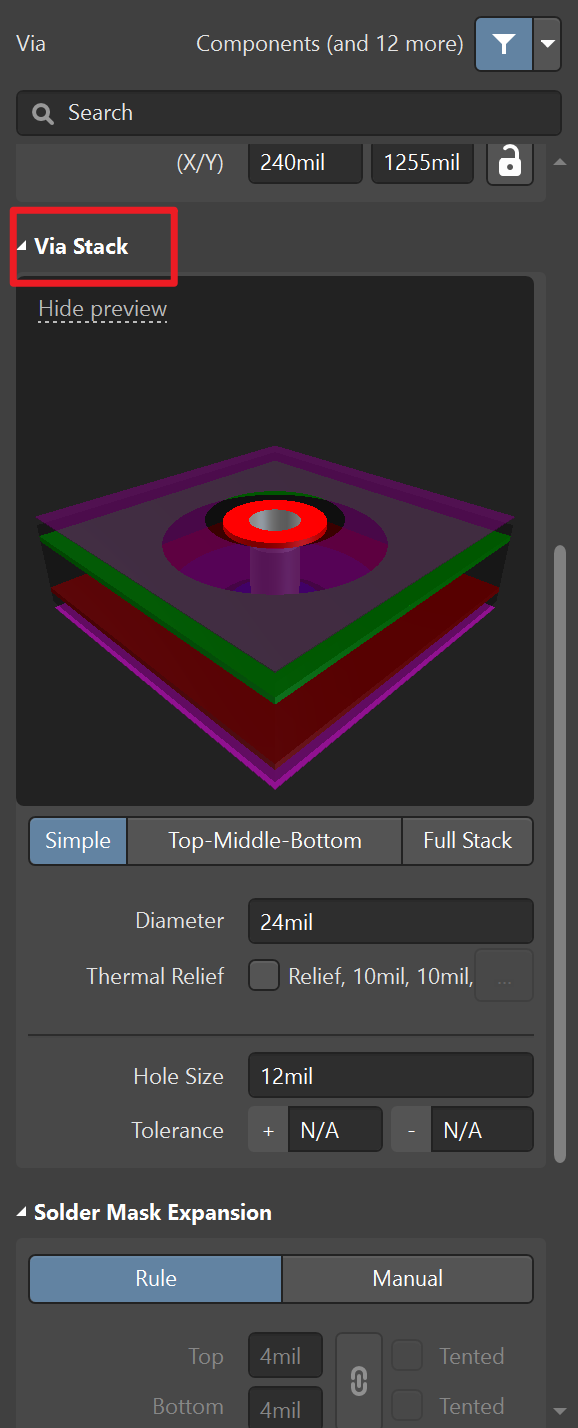 Via Components (and 12 more)
Search
(X/Y) 240mil 1255mil
Via Stack
Hide preview
Simple Top-Middle-Bottom Full Stack
Diameter 24mil
Thermal Relief Relief, 10mil, 10mil, ...
Hole Size 12mil
Tolerance + N/A - N/A
Solder Mask Expansion
Rule Manual
Top 4mil Tented
Bottom 4mil Tented